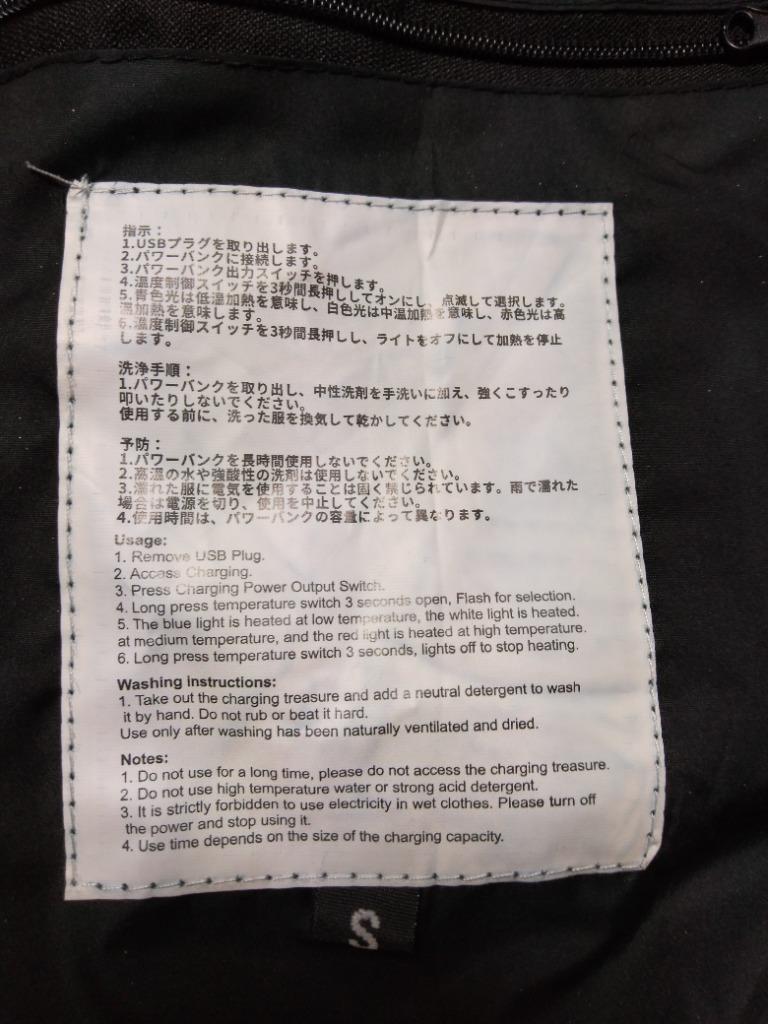 指示：
1.USBプラグを取り出します。
2.パワーバンクに接続します。
3.パワーバンク出力スイッチを押します。
4.温度制御スイッチを3秒間長押ししてオンにし、点滅して選択します。
5.青色光は低温加熱を意味し、白色光は中温加熱を意味し、赤色光は高
温加熱を意味します。
6.温度制御スイッチを3秒間長押しし、ライトをオフにして加熱を停止
します。
洗浄手順：
1.パワーバンクを取り出し、中性洗剤を手洗いに加え、強くこすったり
叩いたりしないでください。
使用する前に、洗った服を換気して乾かしてください。
予防：
1.パワーバンクを長時間使用しないでください。
2.高温の水や強酸性の洗剤は使用しないでください。
3.濡れた服に電気を使用することは固く禁じられています。雨で濡れた
場合は電源を切り、使用を中止してください。
4.使用時間は、パワーバンクの容量によって異なります。
Usage:
1. Remove USB Plug.
2. Access Charging.
3. Press Charging Power Output Switch.
4. Long press temperature switch 3 seconds open, Flash for selection.
5. The blue light is heated at low temperature, the white light is heated.
at medium temperature, and the red light is heated at high temperature.
6. Long press temperature switch 3 seconds, lights off to stop heating.
Washing instructions:
1. Take out the charging treasure and add a neutral detergent to wash
it by hand. Do not rub or beat it hard.
Use only after washing has been naturally ventilated and dried.
Notes:
1. Do not use for a long time, please do not access the charging treasure.
2. Do not use high temperature water or strong acid detergent.
3. It is strictly forbidden to use electricity in wet clothes. Please turn off
the power and stop using it.
4. Use time depends on the size of the charging capacity.
S